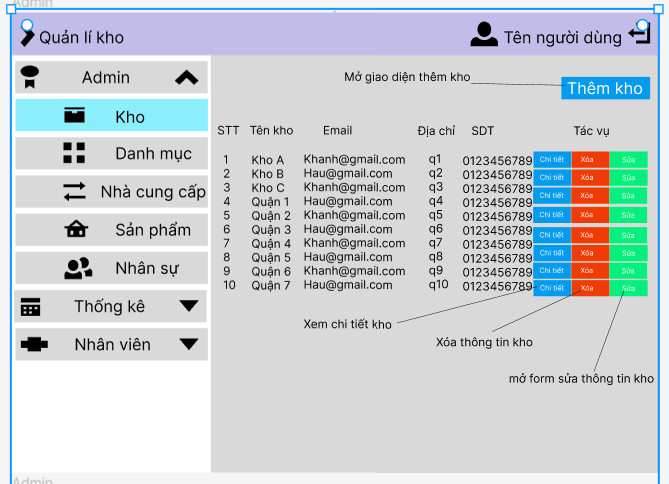 Admin
Quản lí kho
Tên người dùng
Admin
Kho
Danh mục
Nhà cung cấp
Sản phẩm
Nhân sự
Thống kê
Nhân viên
Mở giao diện thêm kho
Thêm kho
STT Tên kho Email Địa chỉ SDT Tác vụ
1 Kho A Khanh@gmail.com q1 0123456789 Chi tiết Xóa Sửa
2 Kho B Hau@gmail.com q2 0123456789 Chi tiết Xóa Sửa
3 Kho C Khanh@gmail.com q3 0123456789 Chi tiết Xóa Sửa
4 Quận 1 Hau@gmail.com q4 0123456789 Chi tiết Xóa Sửa
5 Quận 2 Khanh@gmail.com q5 0123456789 Chi tiết Xóa Sửa
6 Quận 3 Hau@gmail.com q6 0123456789 Chi tiết Xóa Sửa
7 Quận 4 Khanh@gmail.com q7 0123456789 Chi tiết Xóa Sửa
8 Quận 5 Hau@gmail.com q8 0123456789 Chi tiết Xóa Sửa
9 Quận 6 Khanh@gmail.com q9 0123456789 Chi tiết Xóa Sửa
10 Quận 7 Hau@gmail.com q10 0123456789 Chi tiết Xóa Sửa
Xem chi tiết kho
Xóa thông tin kho
mở form sửa thông tin kho
Admin